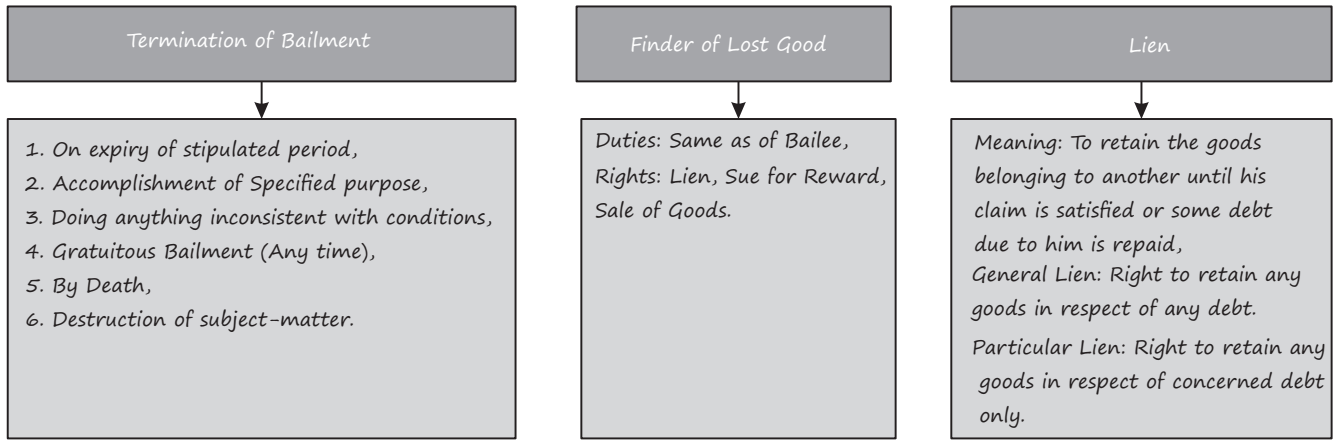 Termination of Bailment
1. On expiry of stipulated period,
2. Accomplishment of Specified purpose,
3. Doing anything inconsistent with conditions,
4. Gratuitous Bailment (Any time),
5. By Death,
6. Destruction of subject-matter.
Finder of Lost Good
Duties: Same as of Bailee,
Rights: Lien, Sue for Reward,
Sale of Goods.
Lien
Meaning: To retain the goods
belonging to another until his
claim is satisfied or some debt
due to him is repaid,
General Lien: Right to retain any
goods in respect of any debt.
Particular Lien: Right to retain any
goods in respect of concerned debt
only.